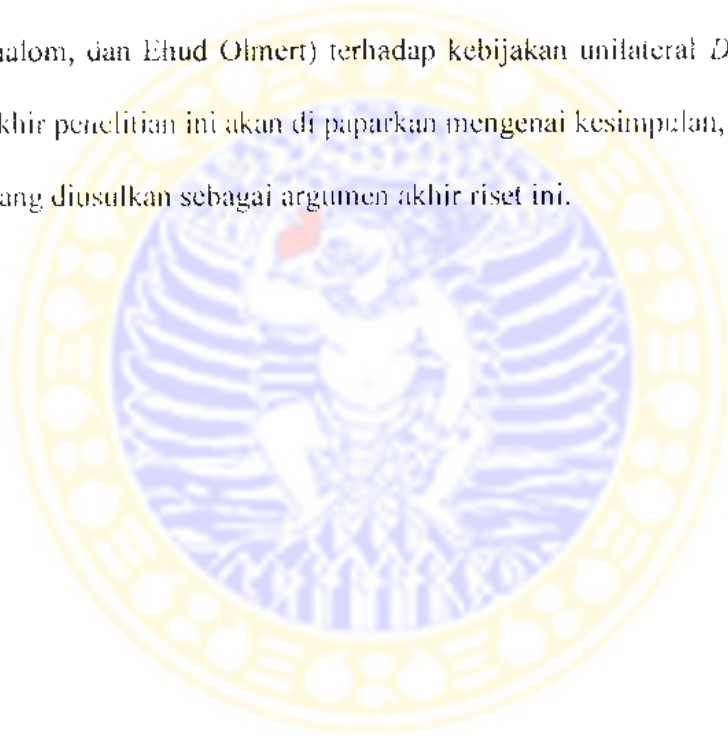 alom, dan Ehud Olmert) terhadap kebijakan unilateral D
khir penelitian ini akan di paparkan mengenai kesimpulan,
ang diusulkan sebagai argumen akhir riset ini.